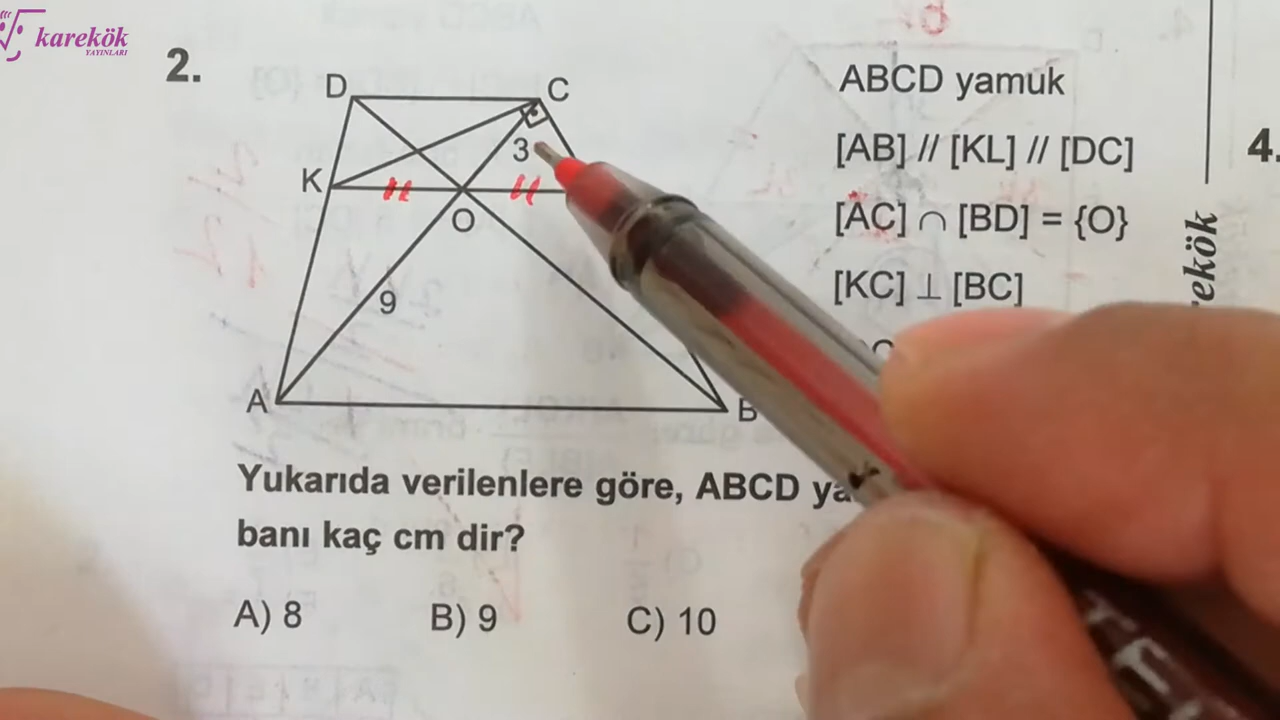 karekök
YAYINLARI
2.
D
C
3
K
O
9
A
B
ABCD yamuk
[AB] // [KL] // [DC]
[AC] ∩ [BD] = {O}
[KC] ⊥ [BC]
4.
Yukarıda verilenlere göre, ABCD
banı kaç cm dir?
A) 8
B) 9
C) 10